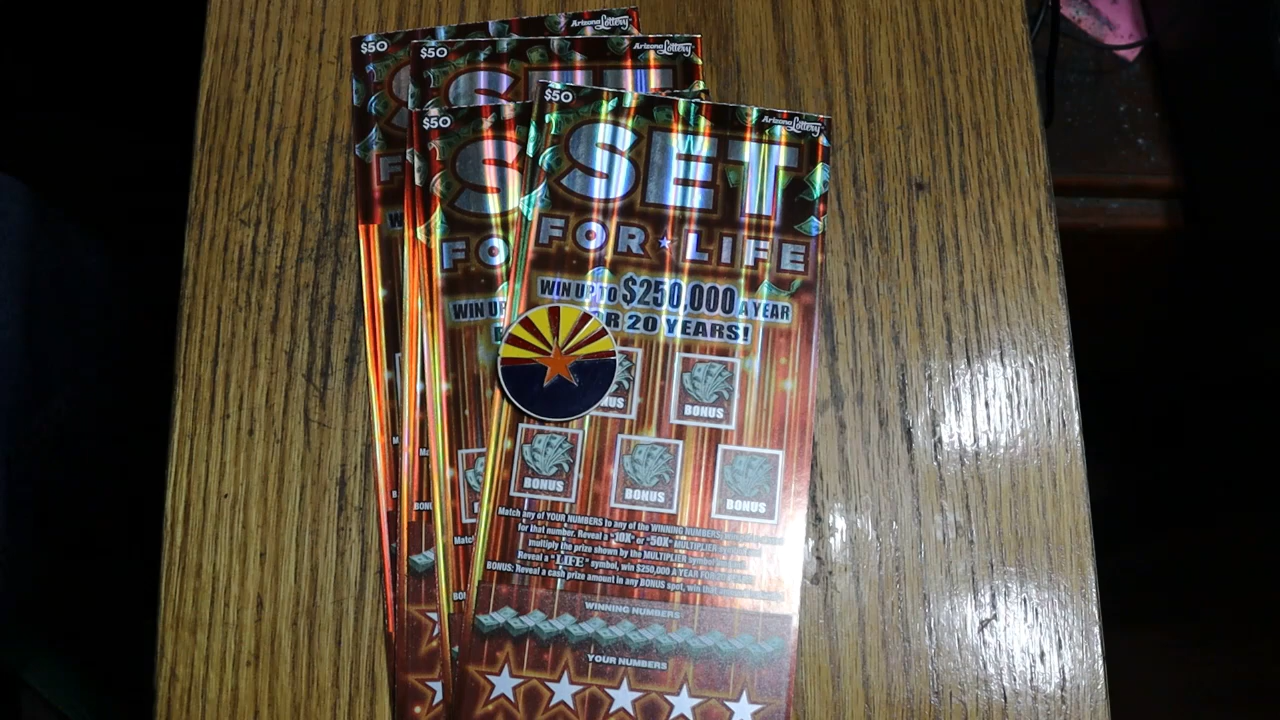 $50
Arizona Lottery
$50
Arizona Lottery
$50
$50
Arizona Lottery
SET
FOR LIFE
WIN UP TO $250,000 A YEAR
FOR 20 YEARS!
S
FO
WIN UP
BONUS
BONUS
BONUS
BONUS
Match any of YOUR NUMBERS to any of the WINNING NUMBERS,
for that number. Reveal a "10X" or "50X" MULTIPLIER
multiply the prize shown by the MULTIPLIER symbol
Reveal a "LIFE" symbol, win $250,000 A YEAR FOR
BONUS: Reveal a cash prize amount in any BONUS spot, win that
WINNING NUMBERS
YOUR NUMBERS